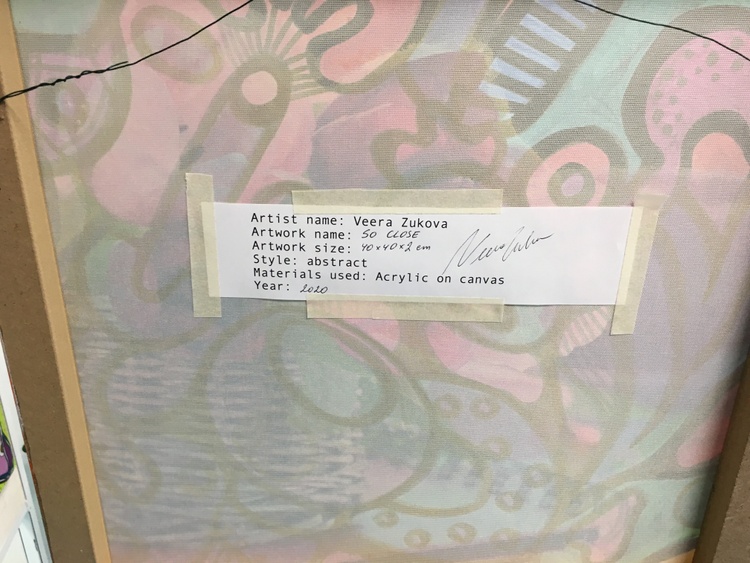 Artist name: Veera Zukova
Artwork name: SO CLOSE
Artwork size: 40x40x2 cm
Style: abstract
Materials used: Acrylic on canvas
Year: 2020